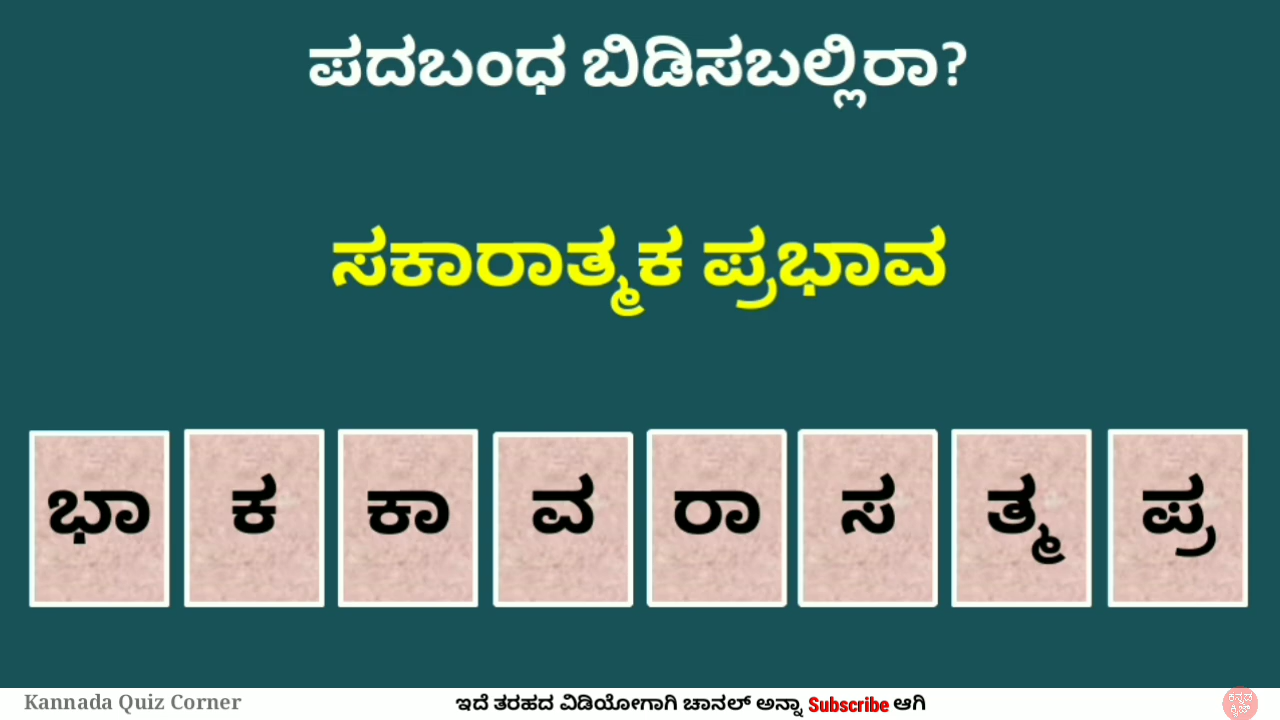 ಪದಬಂಧ ಬಿಡಿಸಬಲ್ಲಿರಾ?
ಸಕಾರಾತ್ಮಕ ಪ್ರಭಾವ
ಭಾ ಕ ಕಾ ವ ರಾ ಸ ತ್ಮ ಪ್ರ
Kannada Quiz Corner ಇದೆ ತರಹದ ವಿಡಿಯೋಗಾಗಿ ಚಾನಲ್ ಅನ್ನಾ Subscribe ಆಗಿ